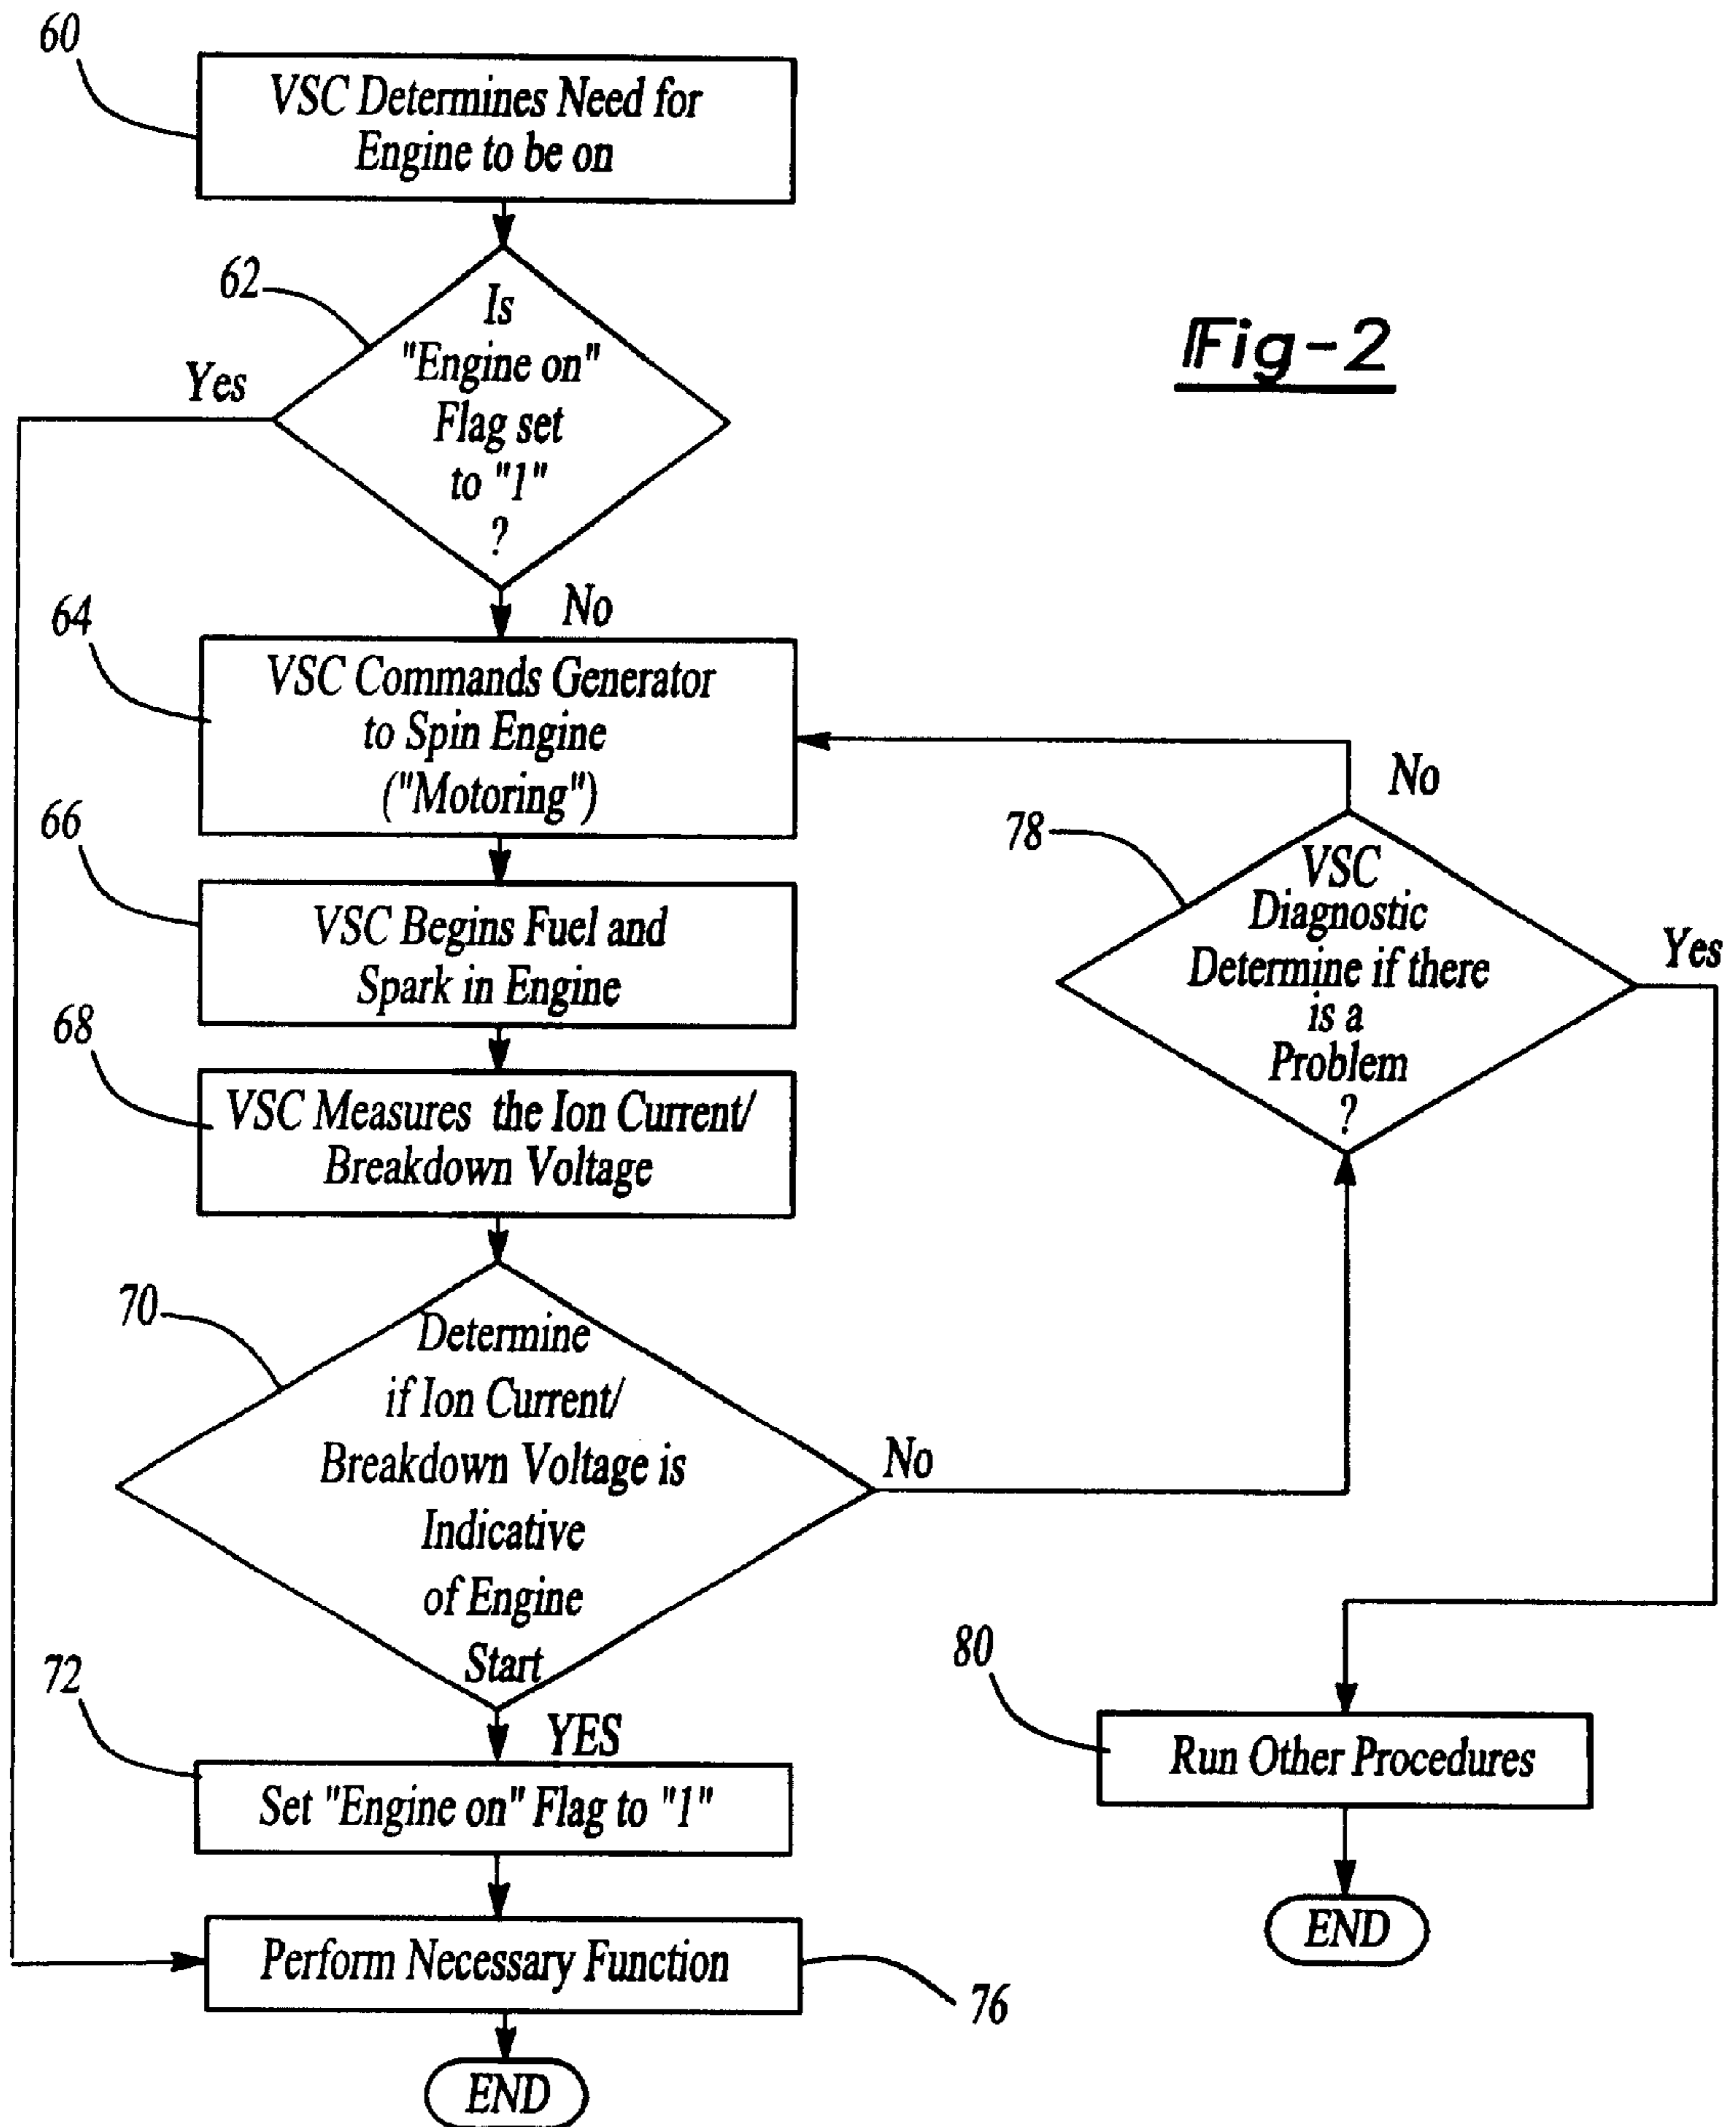 60
VSC Determines Need for
Engine to be on
62
Is
"Engine on"
Flag set
to "1"
?
Yes
No
Fig-2
64
VSC Commands Generator
to Spin Engine
("Motoring")
66
VSC Begins Fuel and
Spark in Engine
68
VSC Measures the Ion Current/
Breakdown Voltage
70
Determine
if Ion Current/
Breakdown Voltage is
Indicative
of Engine
Start
No
YES
78
VSC
Diagnostic
Determine if there
is a
Problem
?
No
Yes
72
Set "Engine on" Flag to "1"
Perform Necessary Function
76
END
80
Run Other Procedures
END